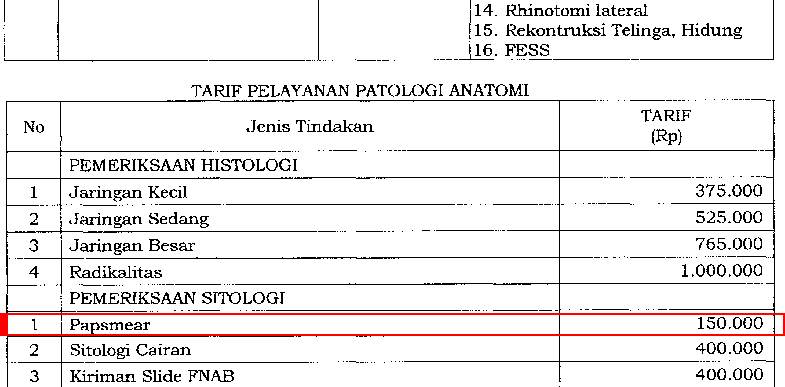 14. Rhinotomi lateral
15. Rekontruksi Telinga, Hidung
16. FESS
TARIF PELAYANAN PATOLOGI ANATOMI
No Jenis Tindakan TARIF (Rp)
PEMERIKSAAN HISTOLOGI
1 Jaringan Kecil 375.000
2 Jaringan Sedang 525.000
3 Jaringan Besar 765.000
4 Radikalitas 1.000.000
PEMERIKSAAN SITOLOGI
1 Papsmear 150.000
2 Sitologi Cairan 400.000
3 Kiriman Slide FNAB 400.000